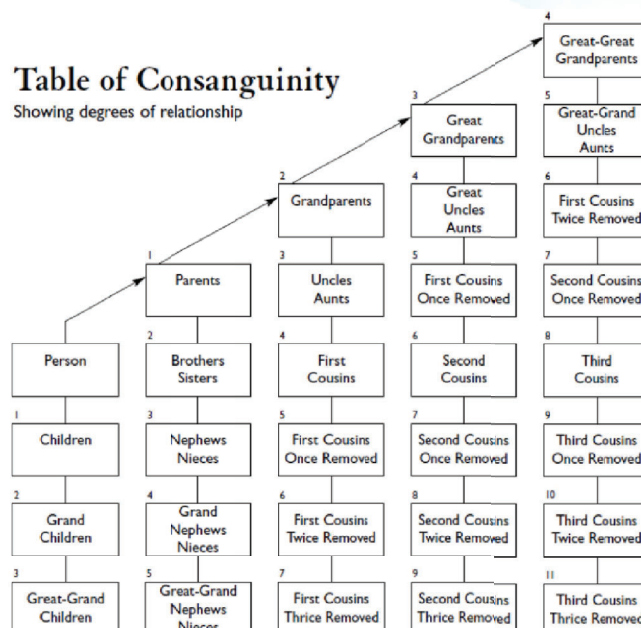 Table of Consanguinity
Showing degrees of relationship
4
Great-Great
Grandparents
3
Great
Grandparents
5
Great-Grand
Uncles
Aunts
2
Grandparents
4
Great
Uncles
Aunts
6
First Cousins
Twice Removed
1
Parents
3
Uncles
Aunts
5
First Cousins
Once Removed
7
Second Cousins
Once Removed
Person
2
Brothers
Sisters
4
First
Cousins
6
Second
Cousins
8
Third
Cousins
1
Children
3
Nephews
Nieces
5
First Cousins
Once Removed
7
Second Cousins
Once Removed
9
Third Cousins
Once Removed
2
Grand
Children
4
Grand
Nephews
Nieces
6
First Cousins
Twice Removed
8
Second Cousins
Twice Removed
10
Third Cousins
Twice Removed
3
Great-Grand
Children
5
Great-Grand
Nephews
Nieces
7
First Cousins
Thrice Removed
9
Second Cousins
Thrice Removed
11
Third Cousins
Thrice Removed